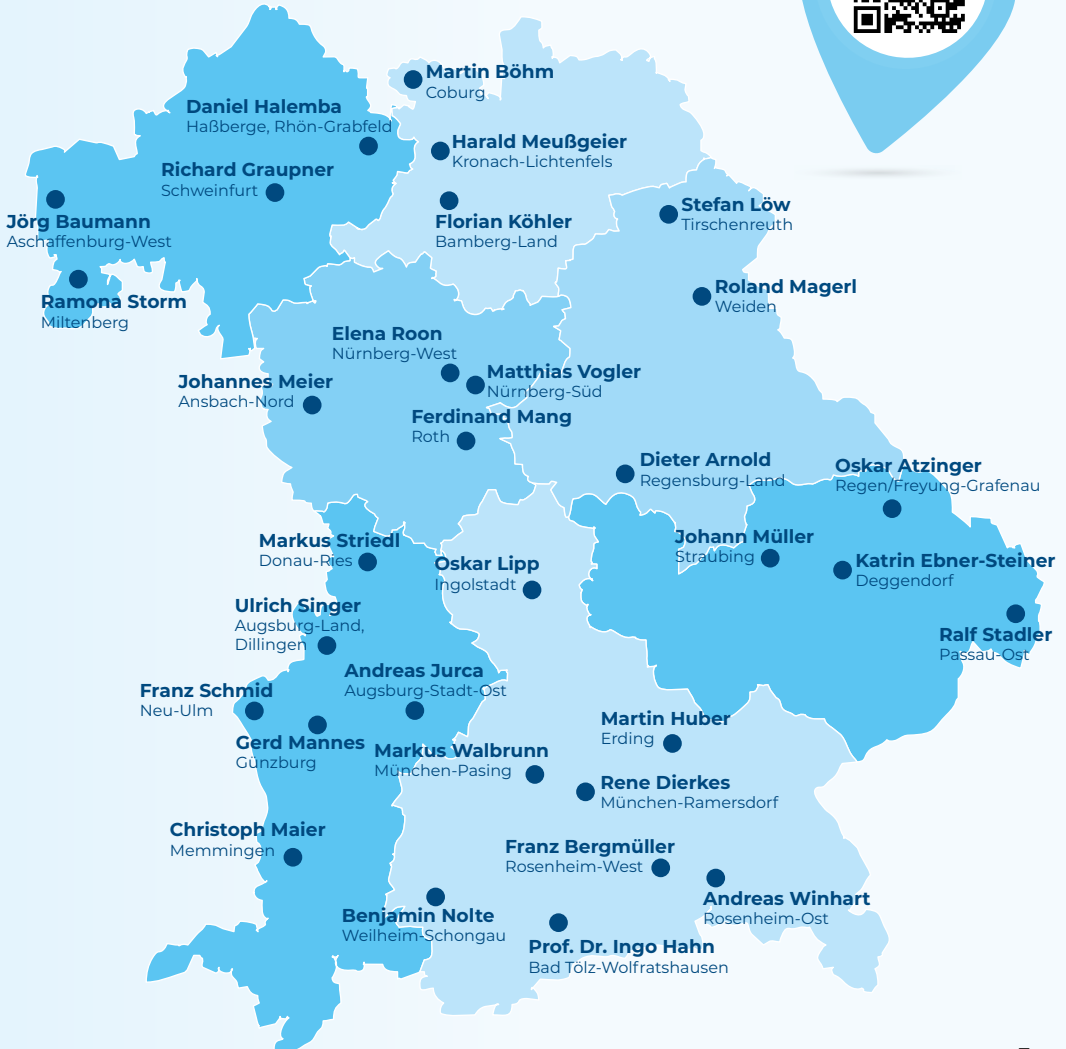 Martin Böhm
Coburg
Daniel Halemba
Haßberge, Rhön-Grabfeld
Harald Meußgeier
Kronach-Lichtenfels
Richard Graupner
Schweinfurt
Jörg Baumann
Aschaffenburg-West
Florian Köhler
Bamberg-Land
Stefan Löw
Tirschenreuth
Ramona Storm
Miltenberg
Roland Magerl
Weiden
Elena Roon
Nürnberg-West
Matthias Vogler
Nürnberg-Süd
Johannes Meier
Ansbach-Nord
Ferdinand Mang
Roth
Dieter Arnold
Regensburg-Land
Oskar Atzinger
Regen/Freyung-Grafenau
Markus Striedl
Donau-Ries
Johann Müller
Straubing
Oskar Lipp
Ingolstadt
Katrin Ebner-Steiner
Deggendorf
Ulrich Singer
Augsburg-Land,
Dillingen
Ralf Stadler
Passau-Ost
Andreas Jurca
Augsburg-Stadt-Ost
Franz Schmid
Neu-Ulm
Martin Huber
Erding
Gerd Mannes
Günzburg
Markus Walbrunn
München-Pasing
Rene Dierkes
München-Ramersdorf
Christoph Maier
Memmingen
Franz Bergmüller
Rosenheim-West
Andreas Winhart
Rosenheim-Ost
Benjamin Nolte
Weilheim-Schongau
Prof. Dr. Ingo Hahn
Bad Tölz-Wolfratshausen